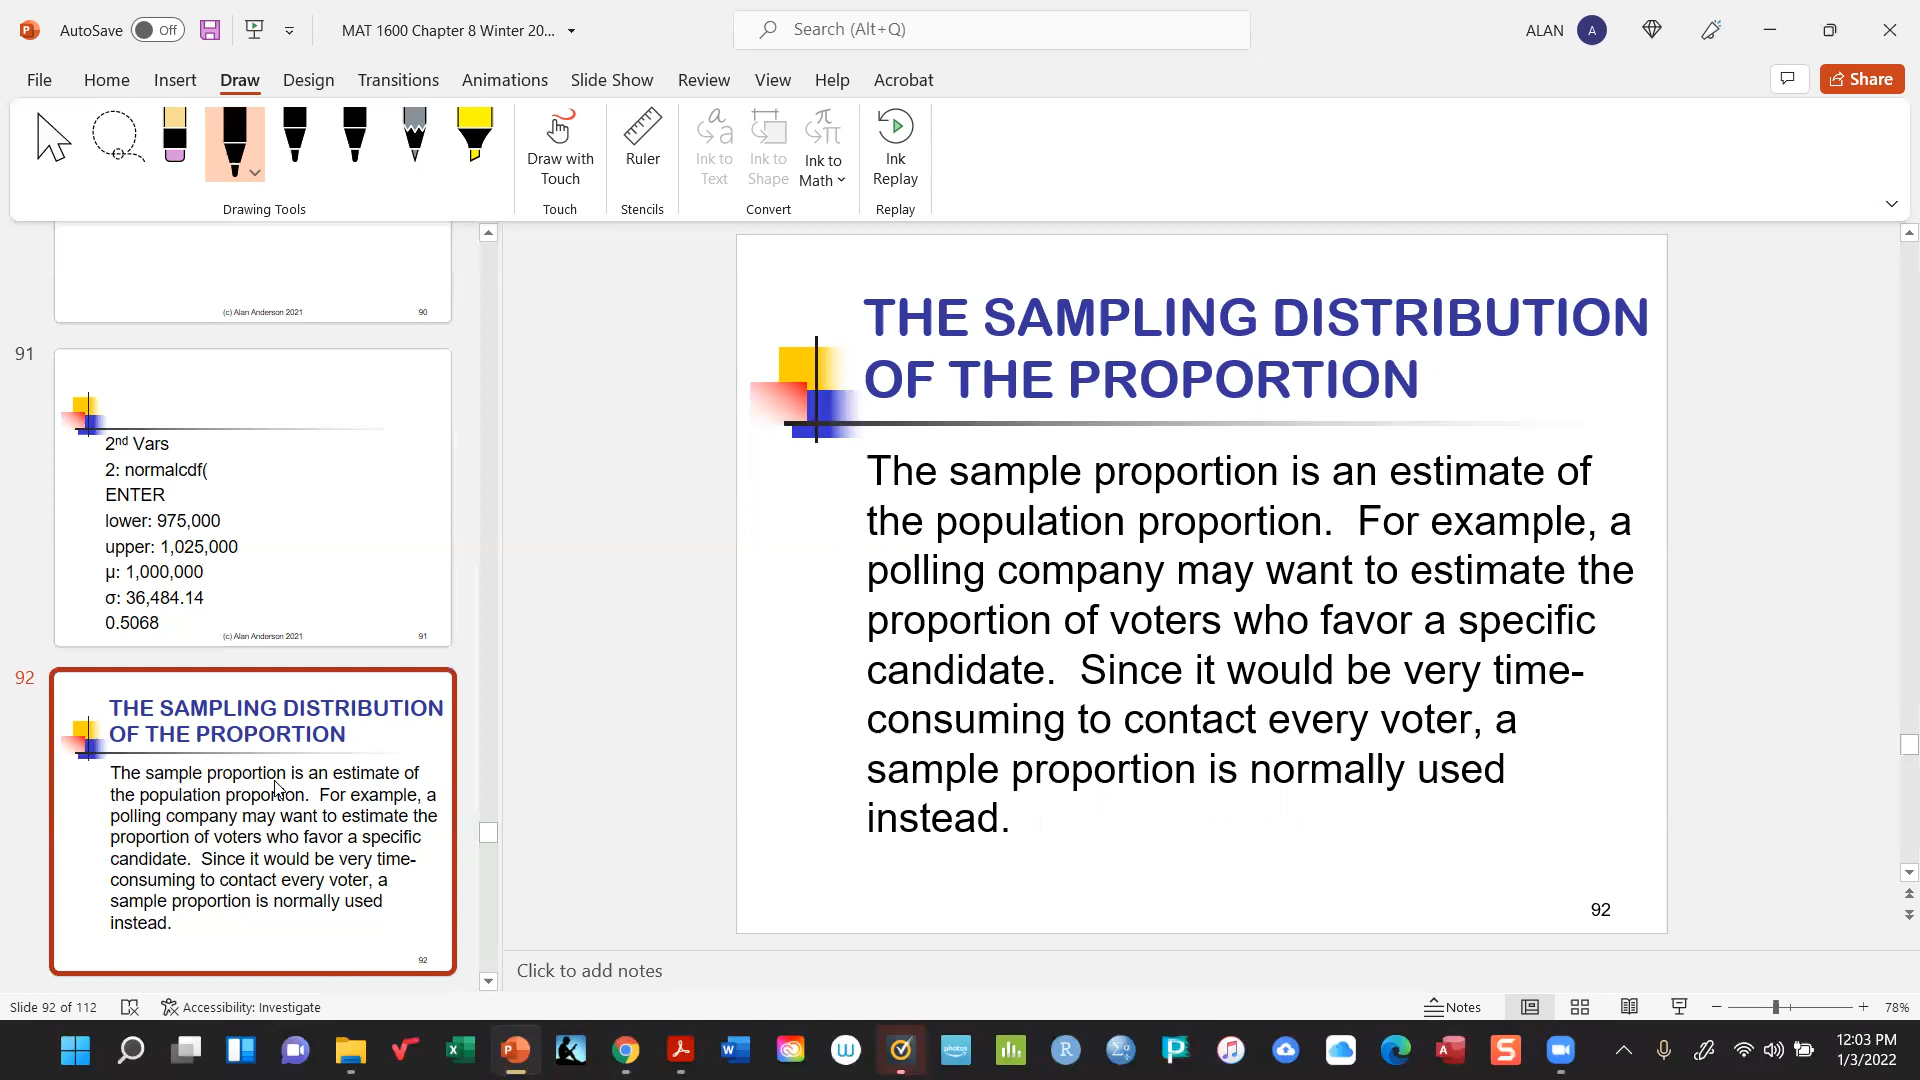 AutoSave Off MAT 1600 Chapter 8 Winter 20... Search (Alt+Q) ALAN A
File Home Insert Draw Design Transitions Animations Slide Show Review View Help Acrobat Share
Draw with Touch
Ruler
Ink to Text
Ink to Shape
Ink to Math
Ink Replay
Drawing Tools Touch Stencils Convert Replay
(c) Alan Anderson 2021 90
91
2nd Vars
2: normalcdf(
ENTER
lower: 975,000
upper: 1,025,000
μ: 1,000,000
σ: 36,484.14
0.5068
(c) Alan Anderson 2021 91
92
THE SAMPLING DISTRIBUTION
OF THE PROPORTION
The sample proportion is an estimate of
the population proportion. For example, a
polling company may want to estimate the
proportion of voters who favor a specific
candidate. Since it would be very time-
consuming to contact every voter, a
sample proportion is normally used
instead.
92
THE SAMPLING DISTRIBUTION
OF THE PROPORTION
The sample proportion is an estimate of
the population proportion. For example, a
polling company may want to estimate the
proportion of voters who favor a specific
candidate. Since it would be very time-
consuming to contact every voter, a
sample proportion is normally used
instead.
92
Click to add notes
Slide 92 of 112 Accessibility: Investigate Notes 78%
12:03 PM
1/3/2022